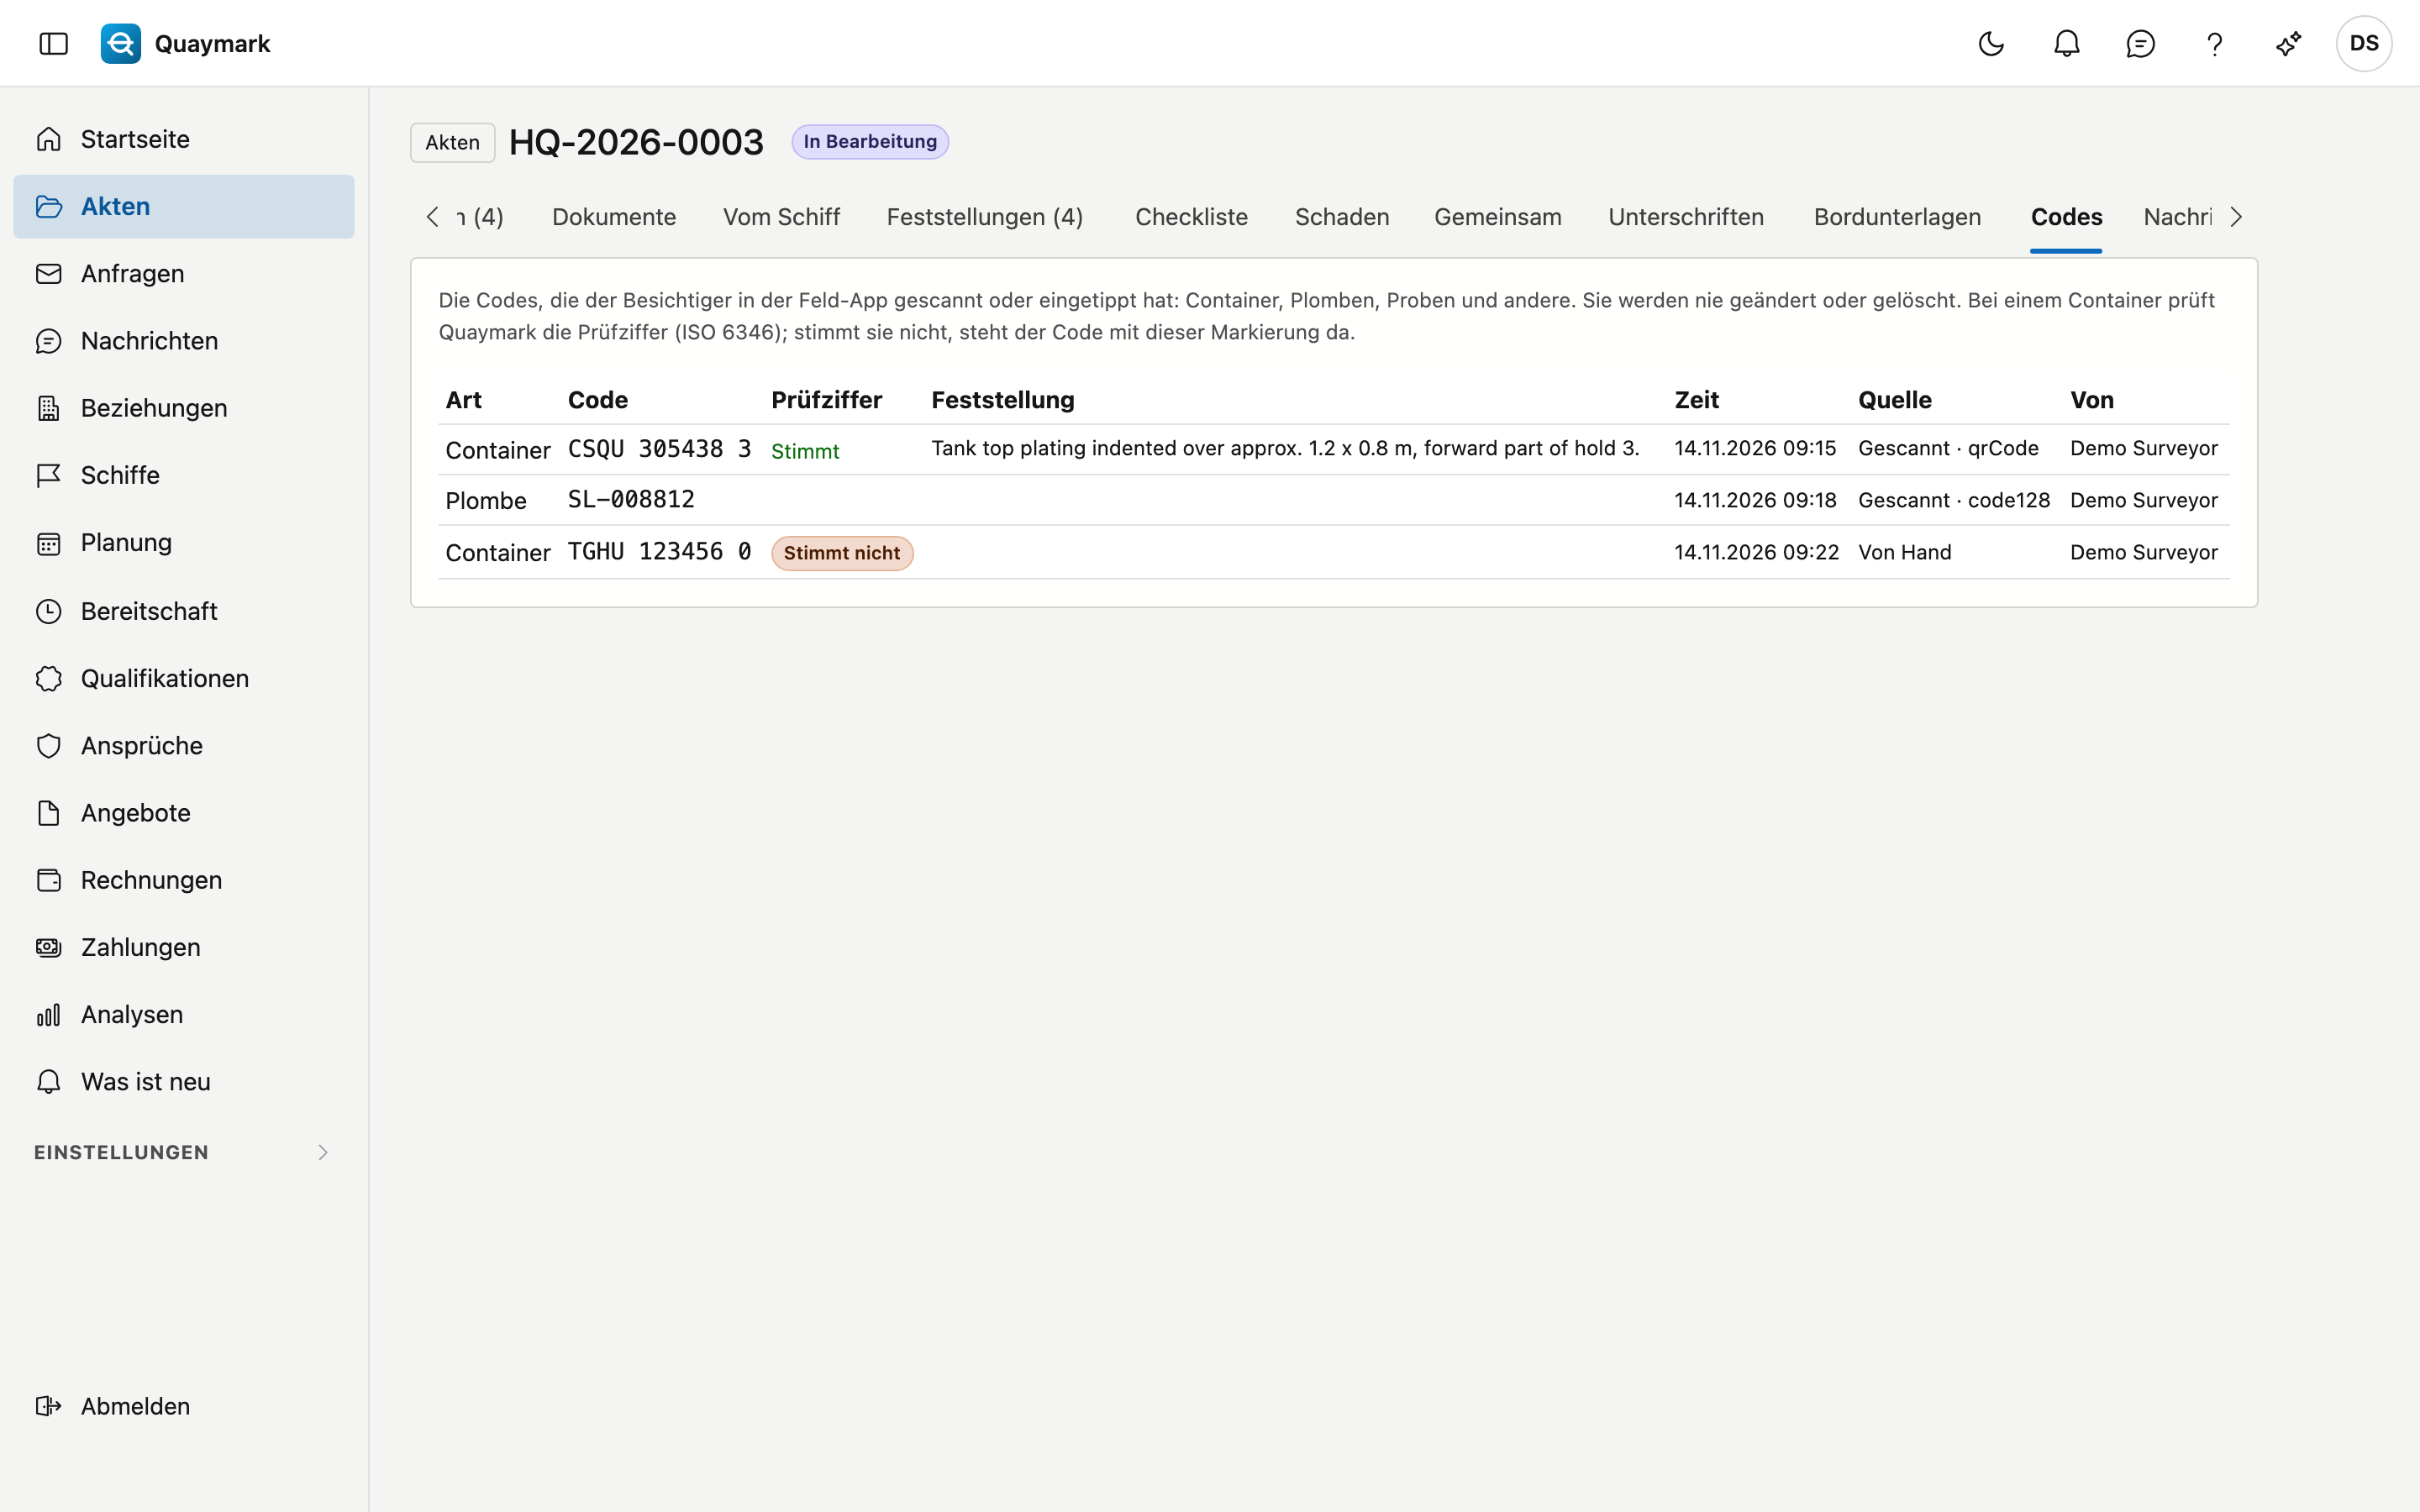 Quaymark
DS
Startseite
Akten
Anfragen
Nachrichten
Beziehungen
Schiffe
Planung
Bereitschaft
Qualifikationen
Ansprüche
Angebote
Rechnungen
Zahlungen
Analysen
Was ist neu
EINSTELLUNGEN
Abmelden
Akten HQ-2026-0003 In Bearbeitung
(4) Dokumente Vom Schiff Feststellungen (4) Checkliste Schaden Gemeinsam Unterschriften Bordunterlagen Codes Nachri
Die Codes, die der Besichtiger in der Feld-App gescannt oder eingetippt hat: Container, Plomben, Proben und andere. Sie werden nie geändert oder gelöscht. Bei einem Container prüft
Quaymark die Prüfziffer (ISO 6346); stimmt sie nicht, steht der Code mit dieser Markierung da.
Art Code Prüfziffer Feststellung Zeit Quelle Von
Container CSQU 305438 3 Stimmt Tank top plating indented over approx. 1.2 x 0.8 m, forward part of hold 3. 14.11.2026 09:15 Gescannt · qrCode Demo Surveyor
Plombe SL-008812 14.11.2026 09:18 Gescannt · code128 Demo Surveyor
Container TGHU 123456 0 Stimmt nicht 14.11.2026 09:22 Von Hand Demo Surveyor